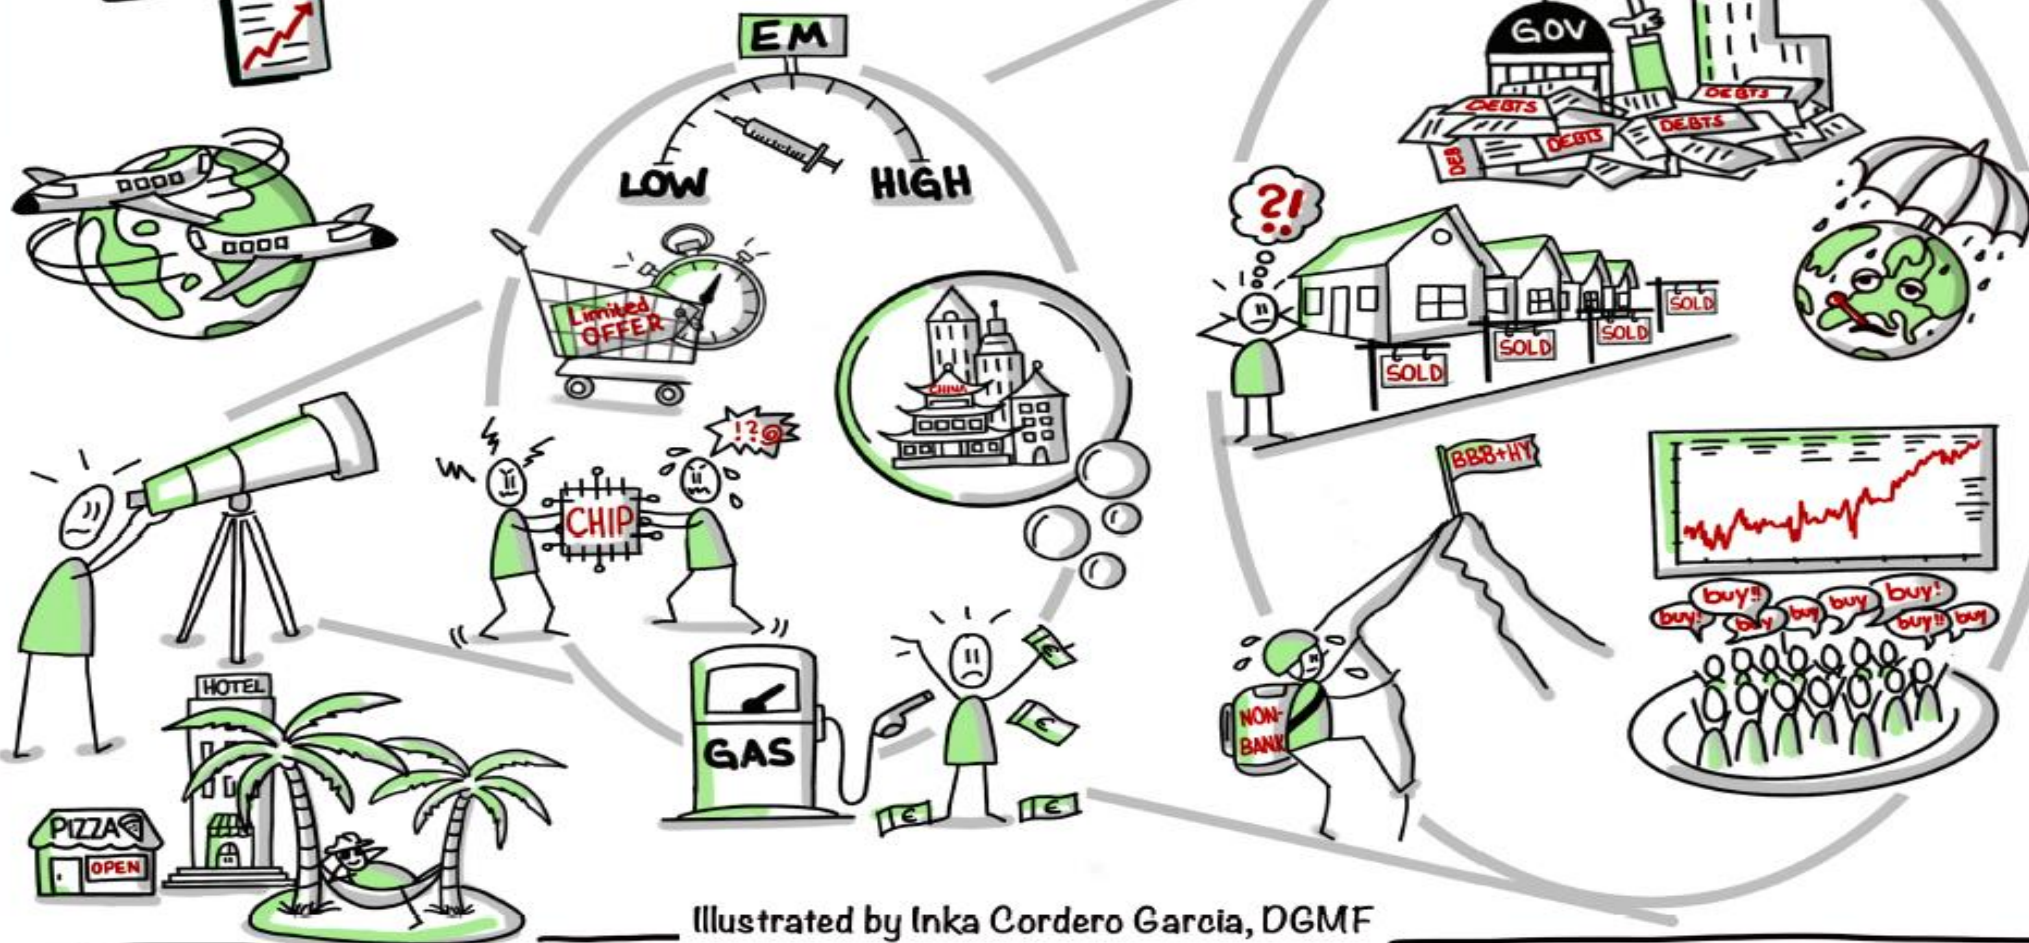 EM
LOW
HIGH
Limited
OFFER
CHINA
!?@
CHIP
HOTEL
PIZZA
OPEN
GAS
€
€
€
€
GOV
DEBTS
DEBTS
DEBTS
DEBTS
DEB
?!
SOLD
SOLD
SOLD
SOLD
BBB+HY
NON-
BANK
buy!
buy!!
buy
buy
buy
buy!
buy!!
buy
Illustrated by Inka Cordero Garcia, DGMF